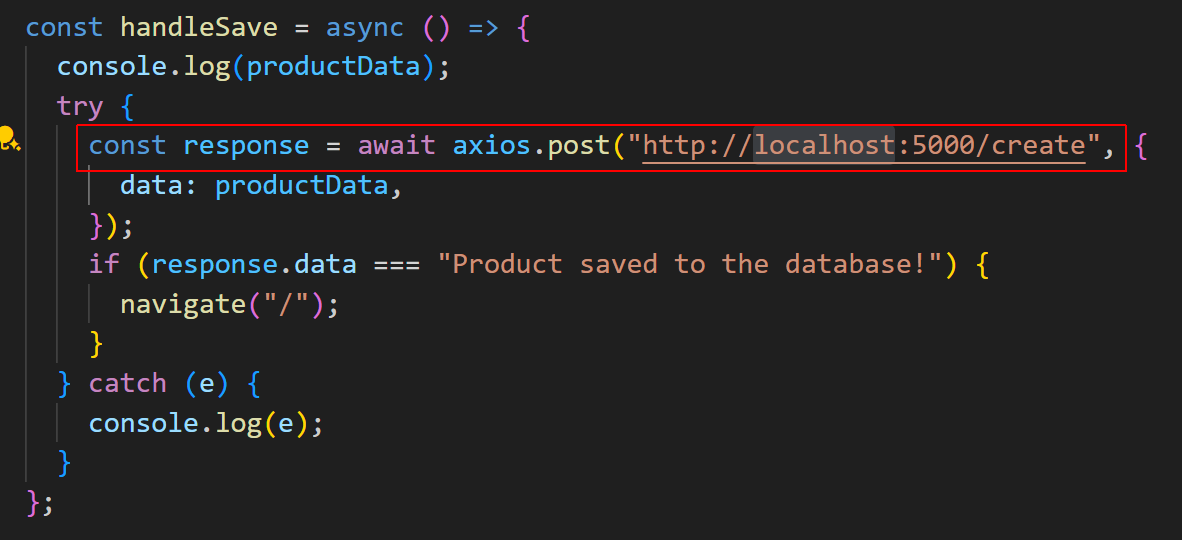 const handleSave = async () => {
  console.log(productData);
  try {
    const response = await axios.post("http://localhost:5000/create", {
      data: productData,
    });
    if (response.data === "Product saved to the database!") {
      navigate("/");
    }
  } catch (e) {
    console.log(e);
  }
};